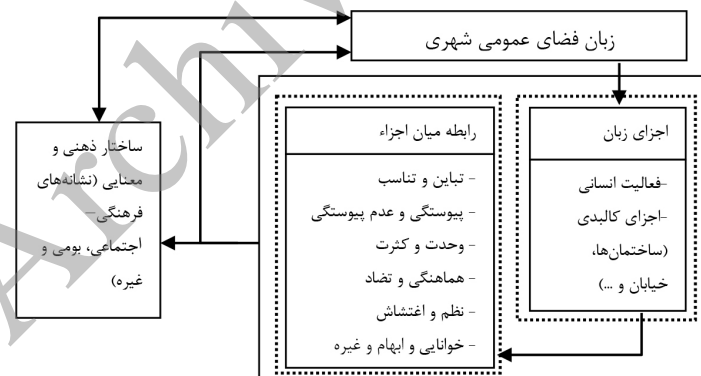 زبان فضای عمومی شهری
اجزای زبان
-فعالیت انسانی
-اجزای کالبدی
(ساختمان‌ها،
خیابان و ...)
رابطه میان اجزاء
- تباین و تناسب
- پیوستگی و عدم پیوستگی
- وحدت و کثرت
- هماهنگی و تضاد
- نظم و اغتشاش
- خوانایی و ابهام و غیره
ساختار ذهنی و
معنایی (نشانه‌های
فرهنگی-
اجتماعی، بومی و
غیره)